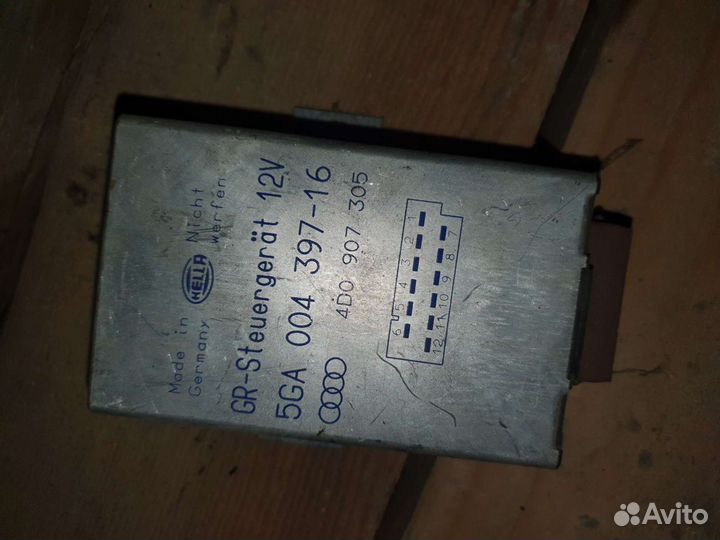 Made in
Germany
HELLA
Nicht
werfen
GR-Steuergerät 12V
5GA 004 397-16
4D0 907 305
6 5 4 3 2 1
12 11 10 9 8 7
Avito